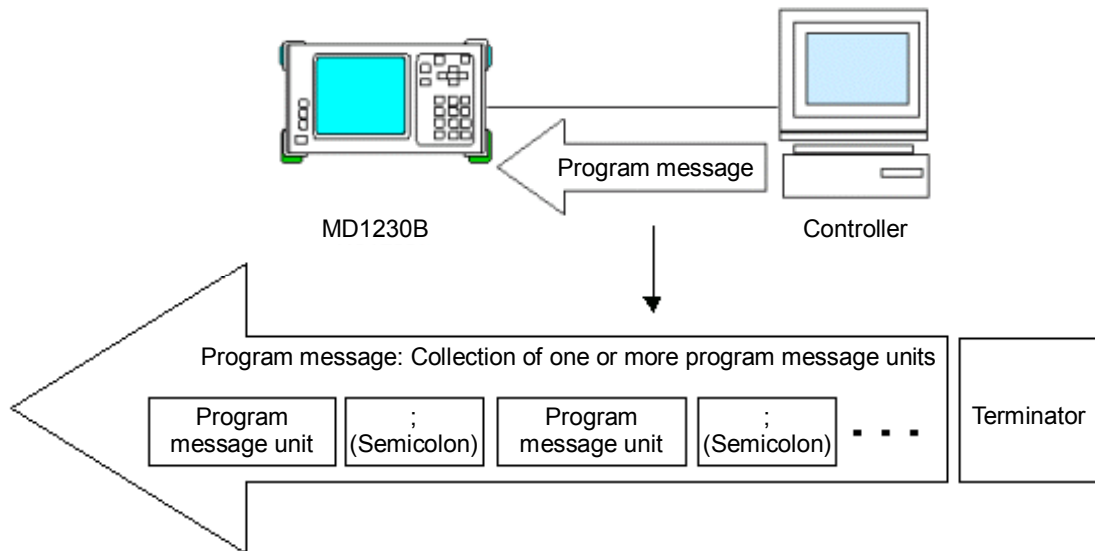 Program message
MD1230B
Controller
Program message: Collection of one or more program message units
Program
message unit
;
(Semicolon)
Program
message unit
;
(Semicolon)
Terminator